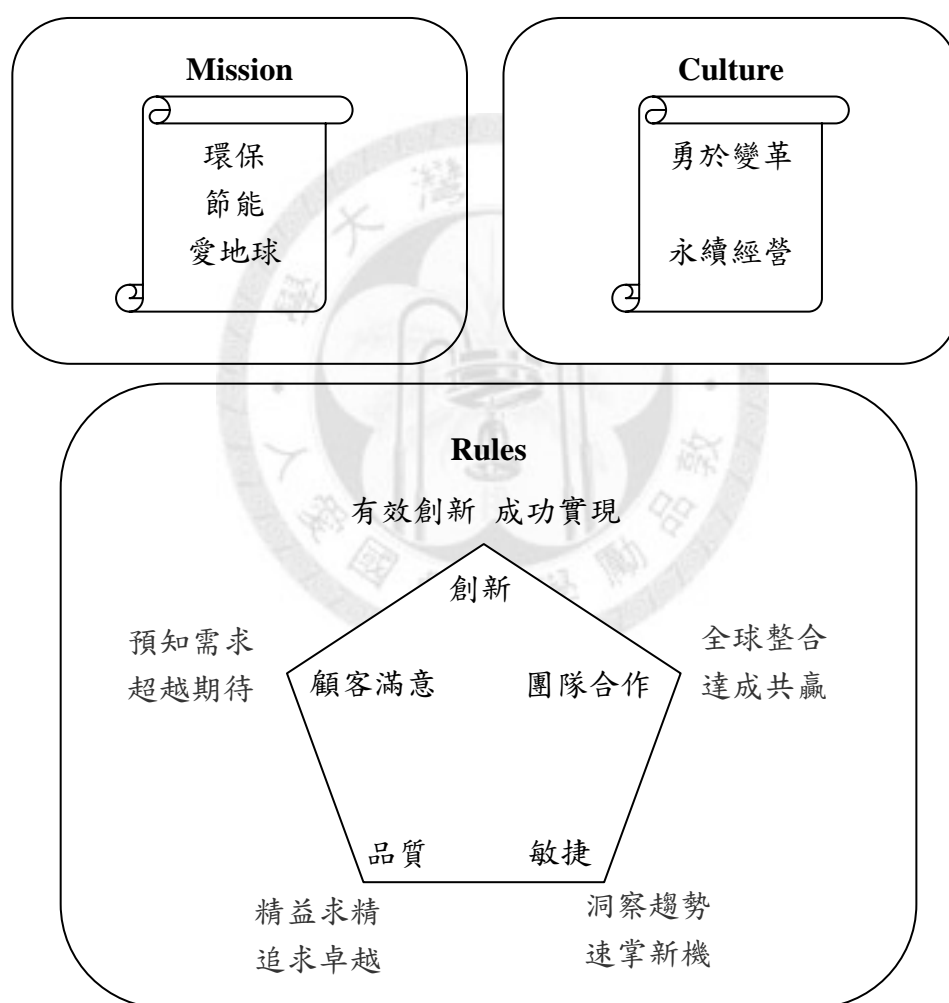 Mission
環保
節能
愛地球
Culture
勇於變革
永續經營
Rules
有效創新 成功實現
創新
預知需求
超越期待
全球整合
達成共贏
顧客滿意
團隊合作
品質
敏捷
精益求精
追求卓越
洞察趨勢
速掌新機